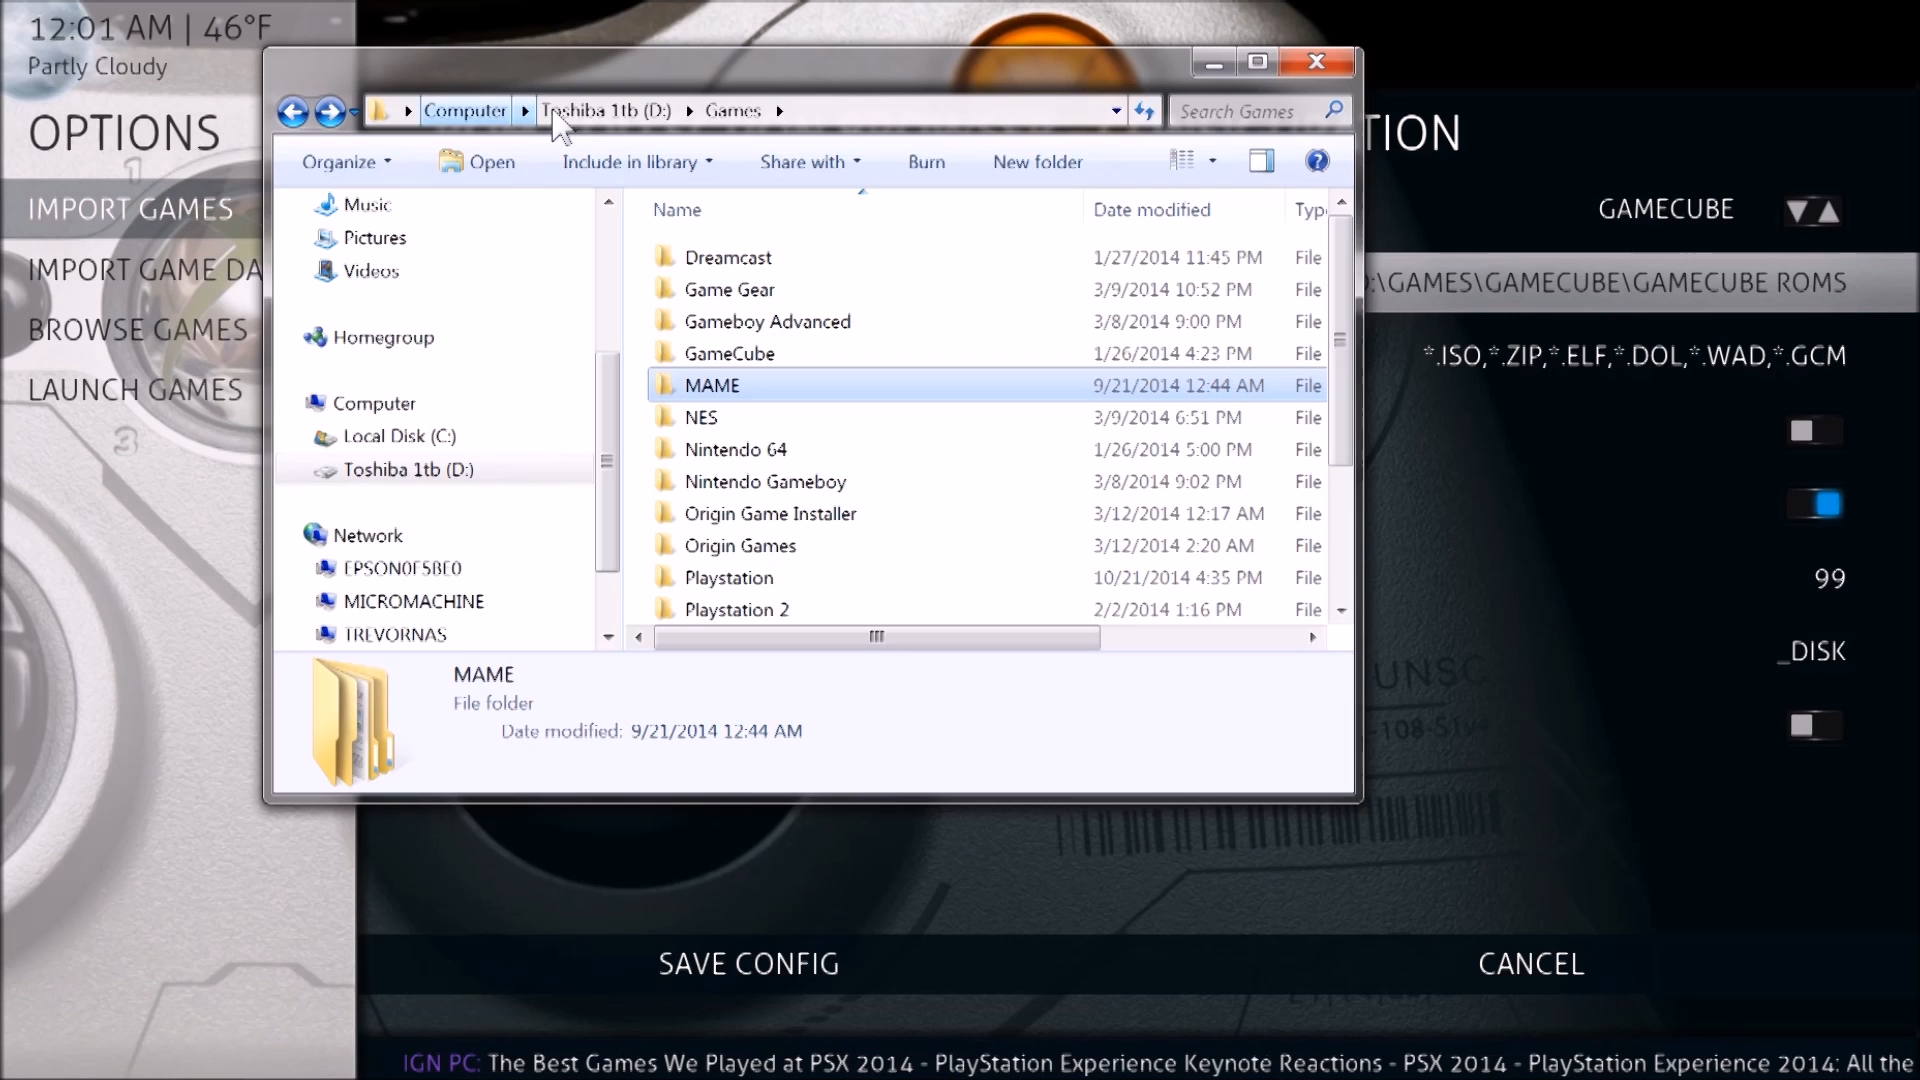 12:01 AM | 46°F
Partly Cloudy
OPTIONS
1
IMPORT GAMES
IMPORT GAME DA
BROWSE GAMES
LAUNCH GAMES
3
Computer
Toshiba 1tb (D:)
Games
Search Games
Organize
Open
Include in library
Share with
Burn
New folder
Music
Pictures
Videos
Homegroup
Computer
Local Disk (C:)
Toshiba 1tb (D:)
Network
EPSON0F5BE0
MICROMACHINE
TREVORNAS
Name Date modified Typ
Dreamcast 1/27/2014 11:45 PM File
Game Gear 3/9/2014 10:52 PM File
Gameboy Advanced 3/8/2014 9:00 PM File
GameCube 1/26/2014 4:23 PM File
MAME 9/21/2014 12:44 AM File
NES 3/9/2014 6:51 PM File
Nintendo 64 1/26/2014 5:00 PM File
Nintendo Gameboy 3/8/2014 9:02 PM File
Origin Game Installer 3/12/2014 12:17 AM File
Origin Games 3/12/2014 2:20 AM File
Playstation 10/21/2014 4:35 PM File
Playstation 2 2/2/2014 1:16 PM File
MAME
File folder
Date modified: 9/21/2014 12:44 AM
TION
GAMECUBE
:\GAMES\GAMECUBE\GAMECUBE ROMS
*.ISO,*.ZIP,*.ELF,*.DOL,*.WAD,*.GCM
99
_DISK
UNSC
SAVE CONFIG
CANCEL
IGN PC: The Best Games We Played at PSX 2014 - PlayStation Experience Keynote Reactions - PSX 2014 - PlayStation Experience 2014: All the